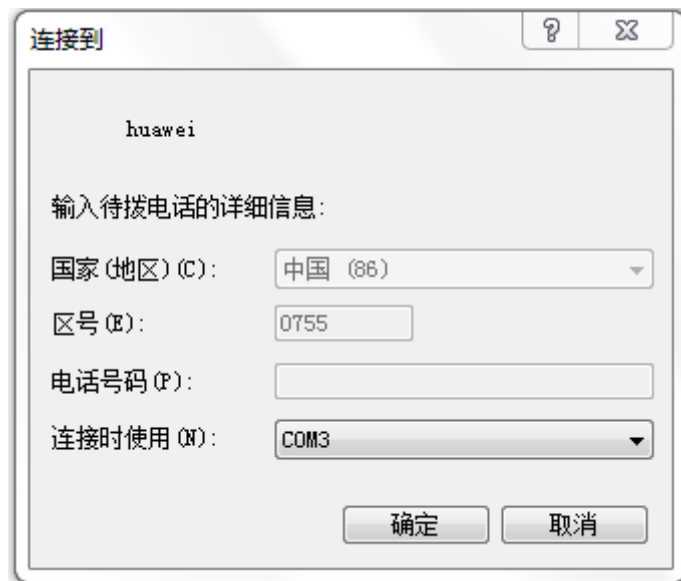 连接到
huawei
输入待拨电话的详细信息:
国家(地区)(C): 中国 (86)
区号(E): 0755
电话号码(P):
连接时使用(N): COM3
确定 取消